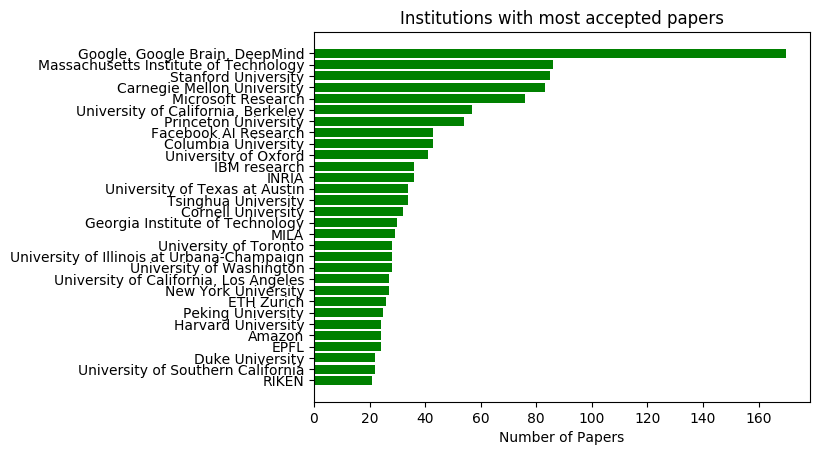 Institutions with most accepted papers
Google, Google Brain, DeepMind
Massachusetts Institute of Technology
Stanford University
Carnegie Mellon University
Microsoft Research
University of California, Berkeley
Princeton University
Facebook AI Research
Columbia University
University of Oxford
IBM research
INRIA
University of Texas at Austin
Tsinghua University
Cornell University
Georgia Institute of Technology
MILA
University of Toronto
University of Illinois at Urbana-Champaign
University of Washington
University of California, Los Angeles
New York University
ETH Zurich
Peking University
Harvard University
Amazon
EPFL
Duke University
University of Southern California
RIKEN
0 20 40 60 80 100 120 140 160
Number of Papers